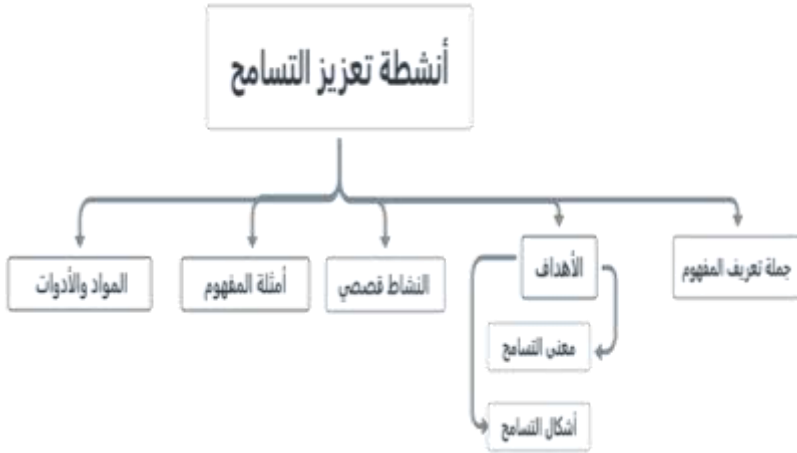 أنشطة تعزيز التسامح
جملة تعريف المفهوم
الأهداف
النشاط قصصي
أمثلة المفهوم
المواد والأدوات
معنى التسامح
أشكال التسامح